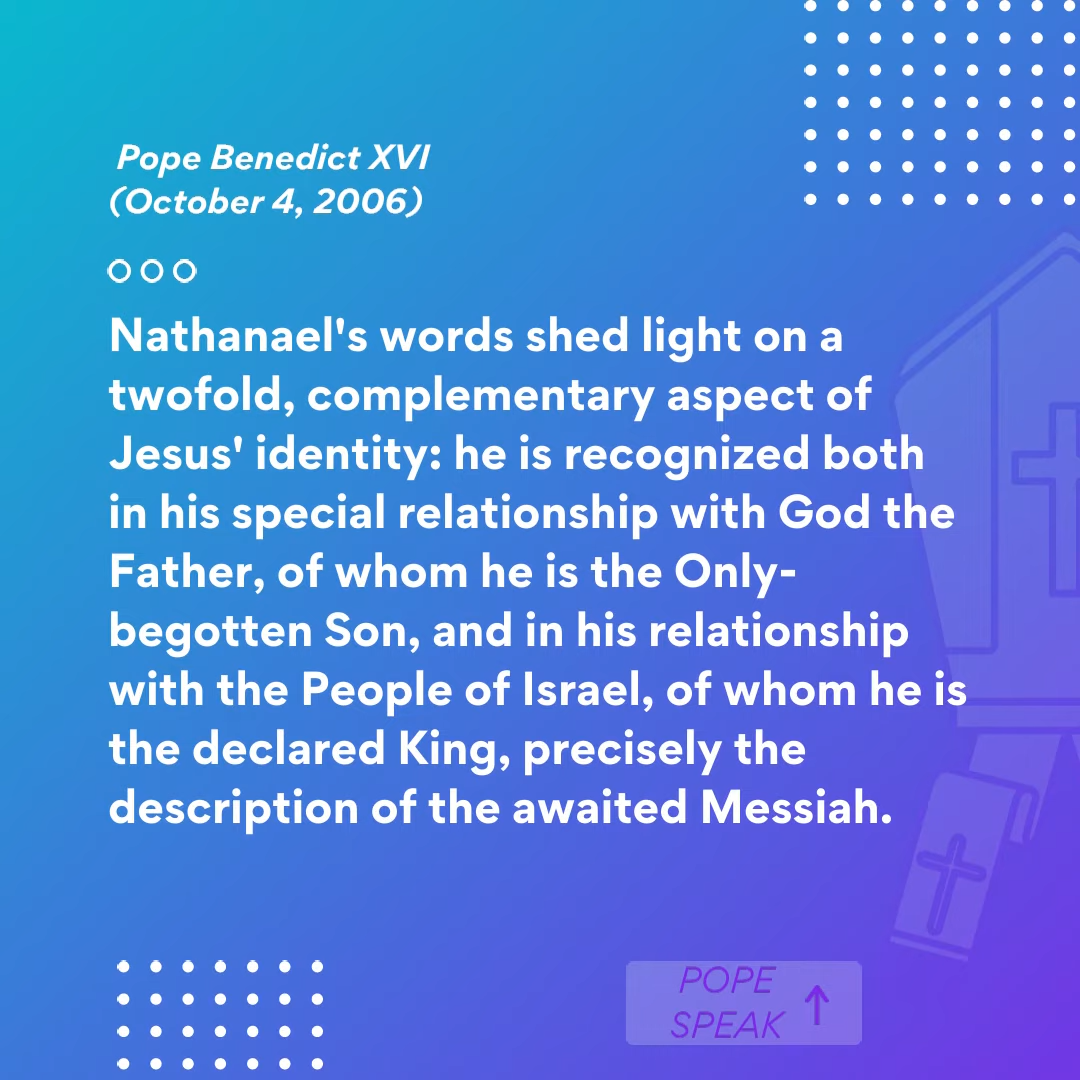 Pope Benedict XVI
(October 4, 2006)
Nathanael's words shed light on a
twofold, complementary aspect of
Jesus' identity: he is recognized both
in his special relationship with God the
Father, of whom he is the Only-
begotten Son, and in his relationship
with the People of Israel, of whom he is
the declared King, precisely the
description of the awaited Messiah.
POPE
SPEAK